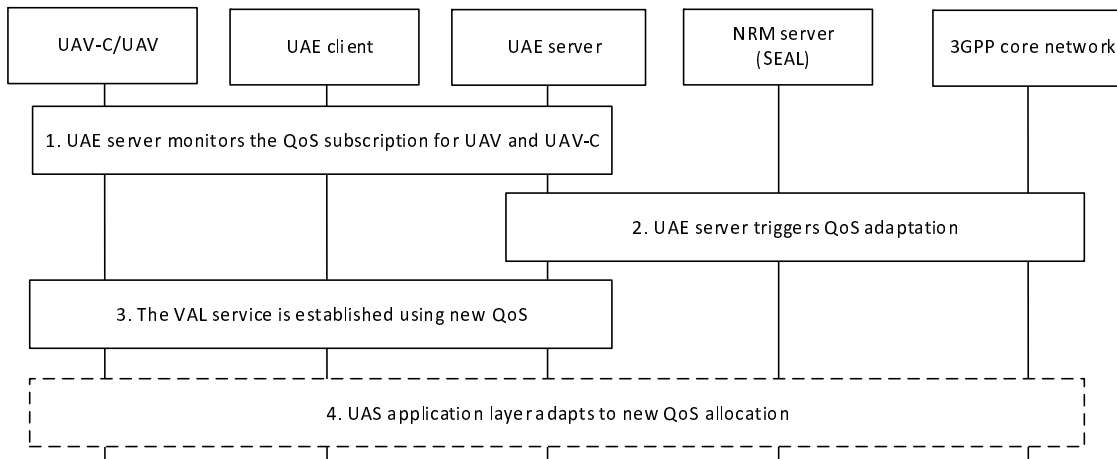 UAV-C/UAV
UAE client
UAE server
NRM server
(SEAL)
3GPP core network
1. UAE server monitors the QoS subscription for UAV and UAV-C
2. UAE server triggers QoS adaptation
3. The VAL service is established using new QoS
4. UAS application layer adapts to new QoS allocation